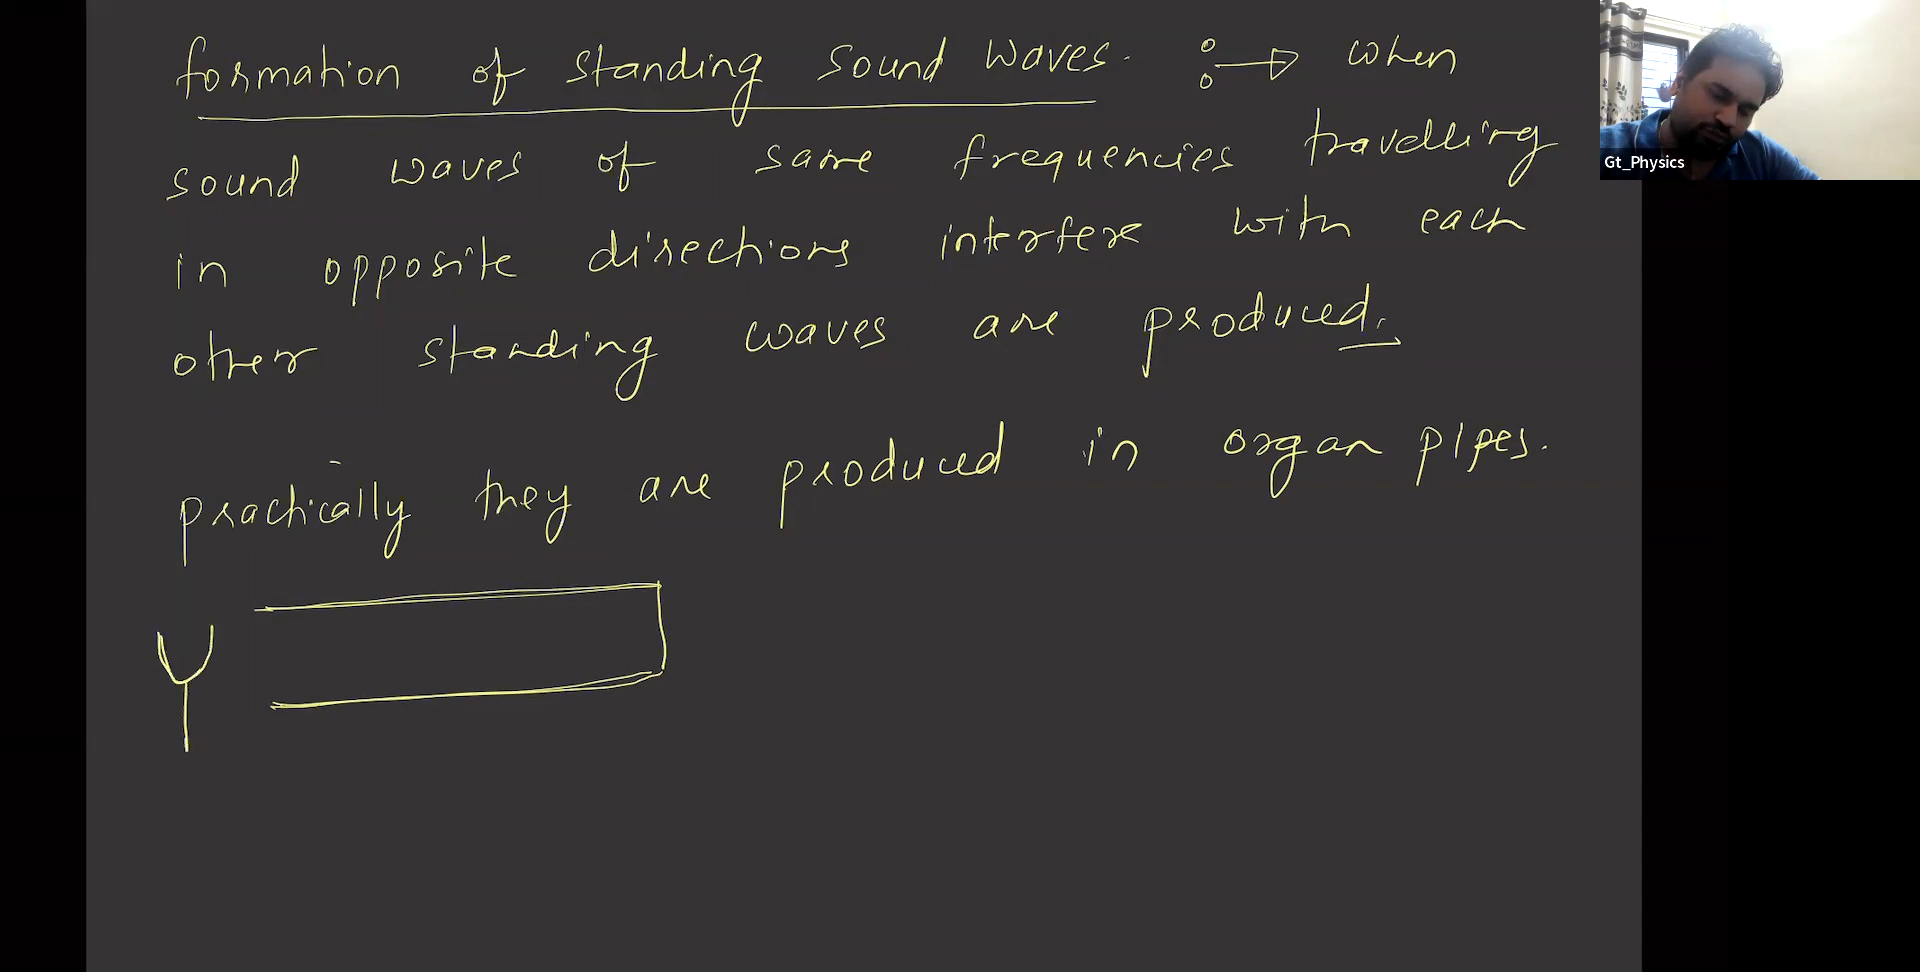 formation of standing sound waves. :→ when
sound waves of same frequencies travelling
in opposite directions interfere with each
other standing waves are produced.
practically they are produced in organ pipes.
Gt_Physics